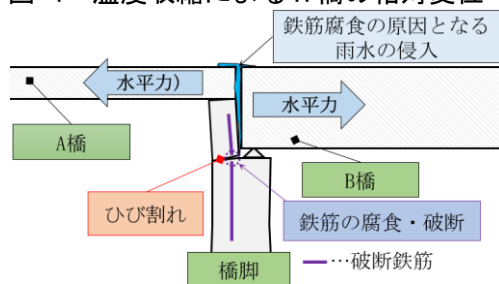 鉄筋腐食の原因となる
雨水の侵入
水平力)
水平力
A橋
B橋
ひび割れ
鉄筋の腐食・破断
橋脚
…破断鉄筋